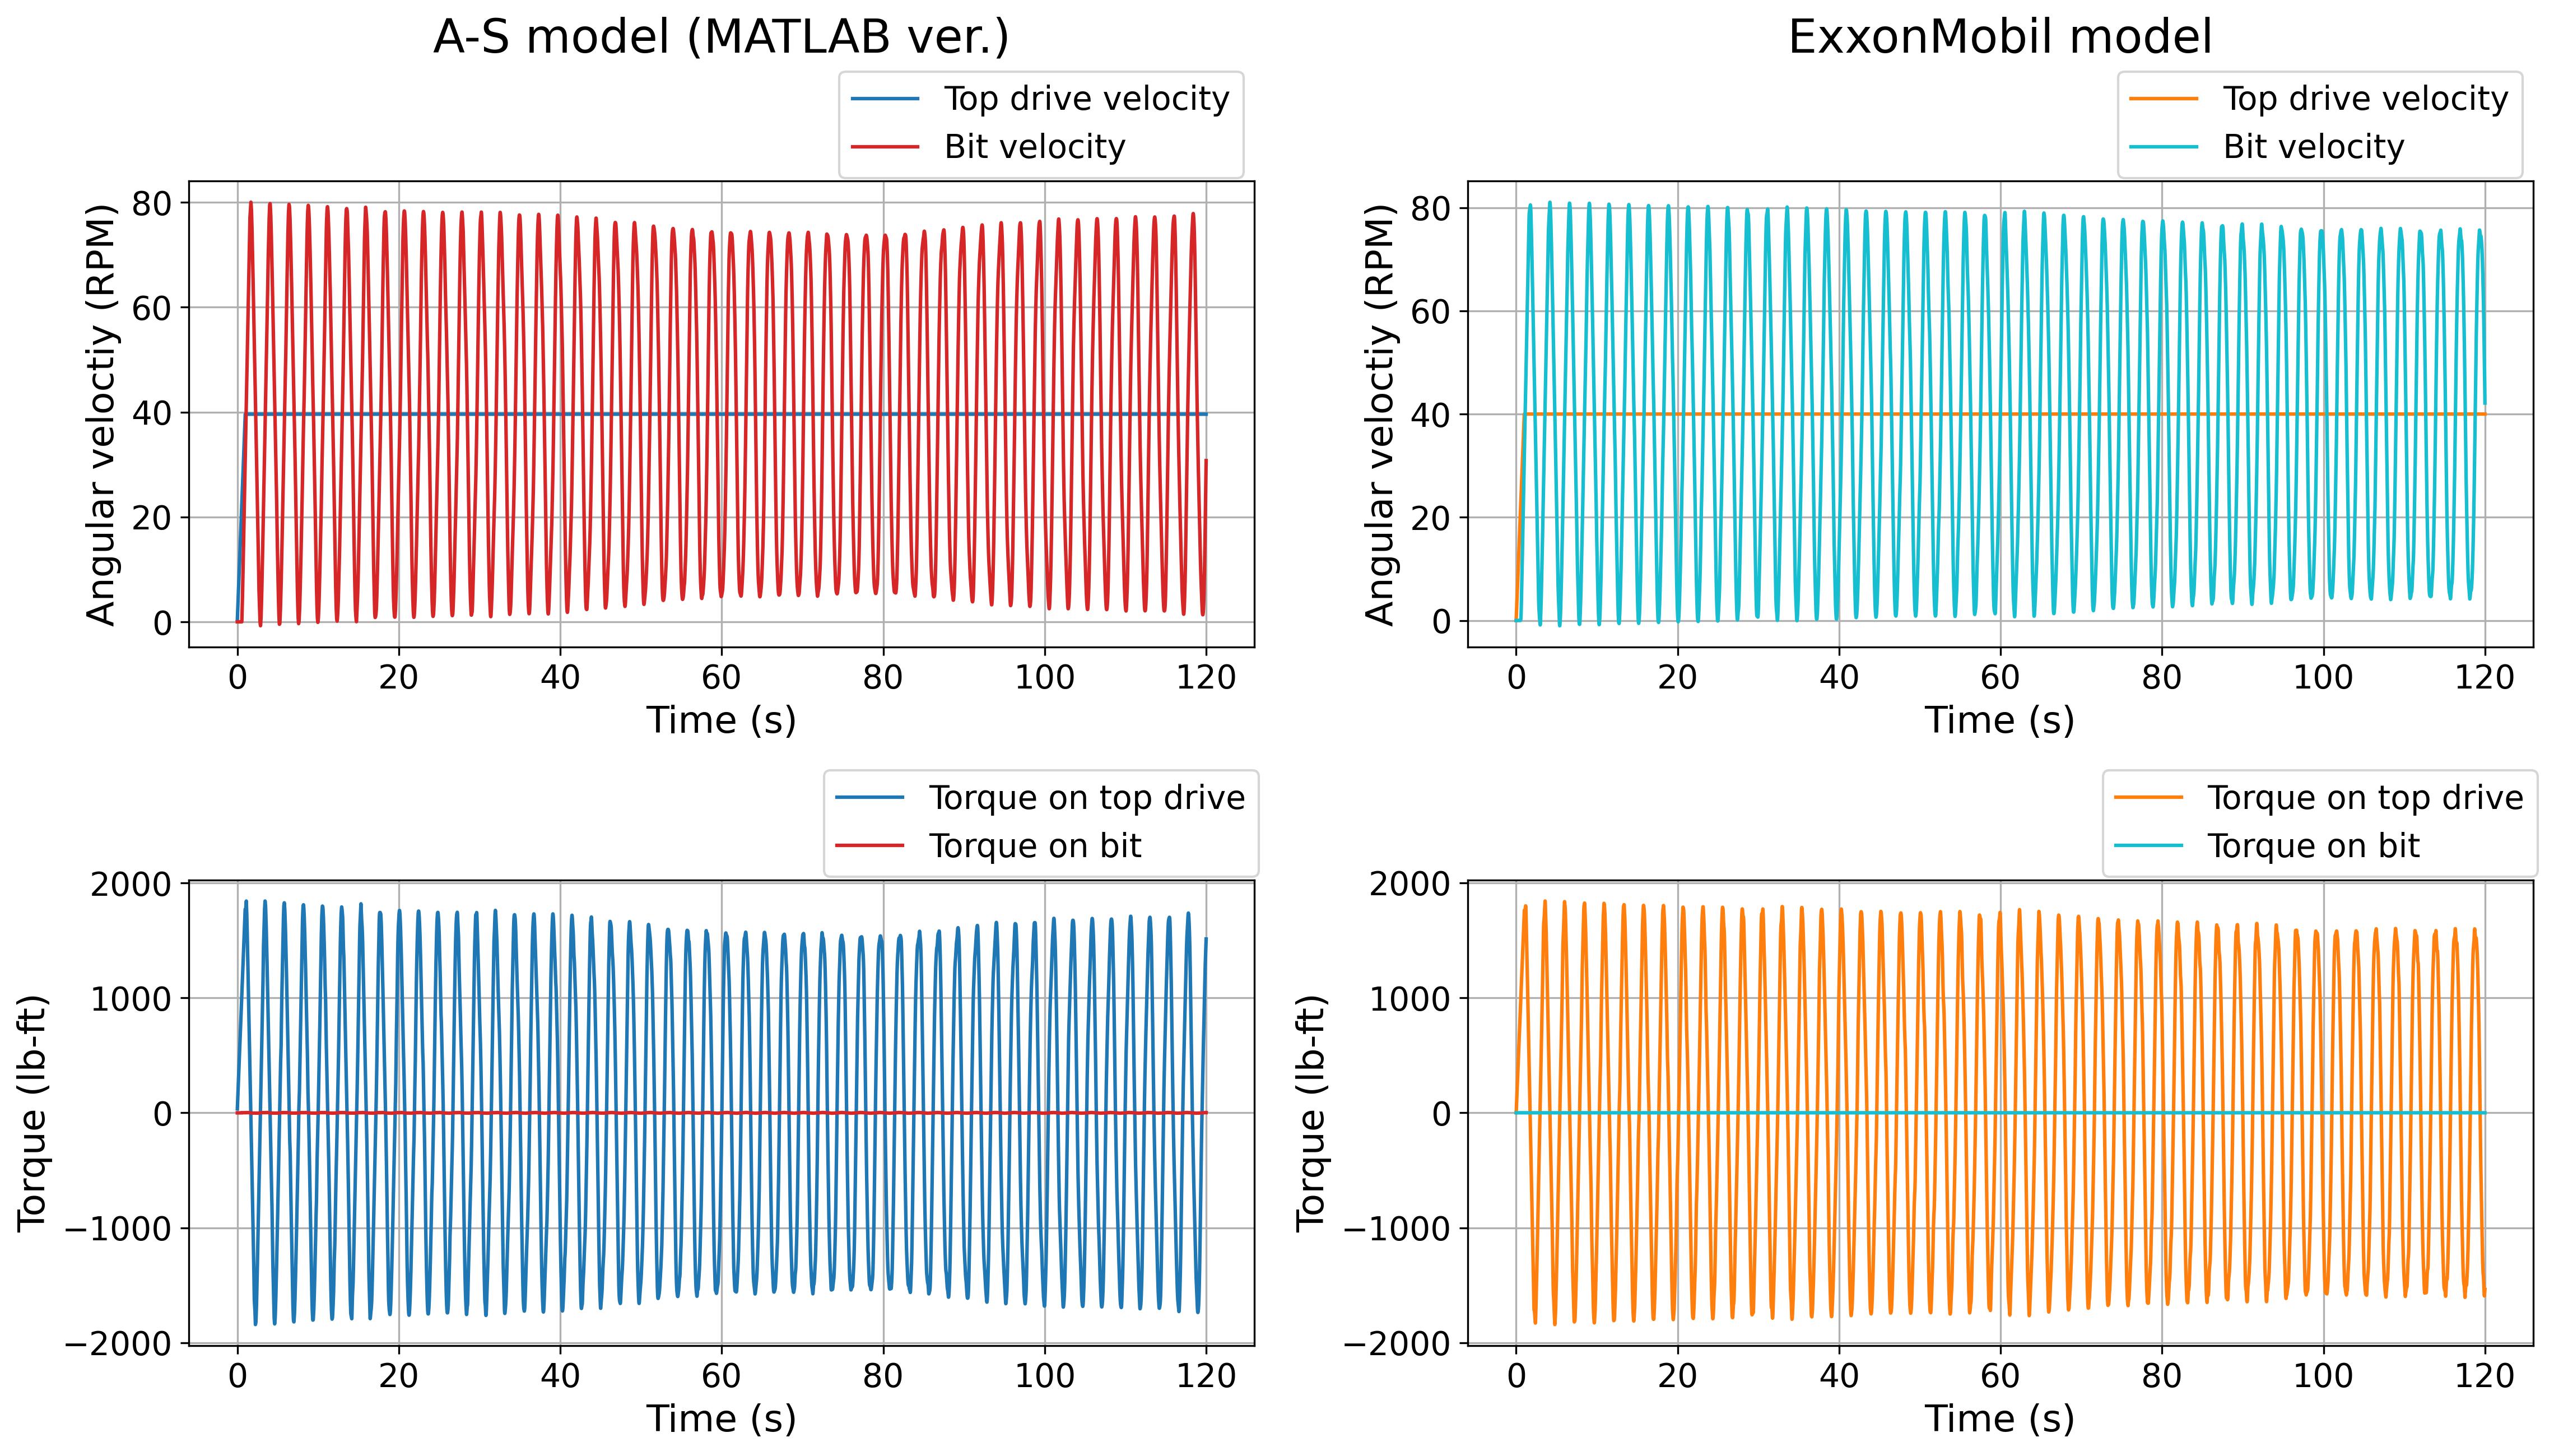 A-S model (MATLAB ver.)
Top drive velocity
Bit velocity
Angular veloctiy (RPM)
80
60
40
20
0
0 20 40 60 80 100 120
Time (s)
ExxonMobil model
Top drive velocity
Bit velocity
Angular veloctiy (RPM)
80
60
40
20
0
0 20 40 60 80 100 120
Time (s)
Torque on top drive
Torque on bit
Torque (lb-ft)
2000
1000
0
−1000
−2000
0 20 40 60 80 100 120
Time (s)
Torque on top drive
Torque on bit
Torque (lb-ft)
2000
1000
0
−1000
−2000
0 20 40 60 80 100 120
Time (s)